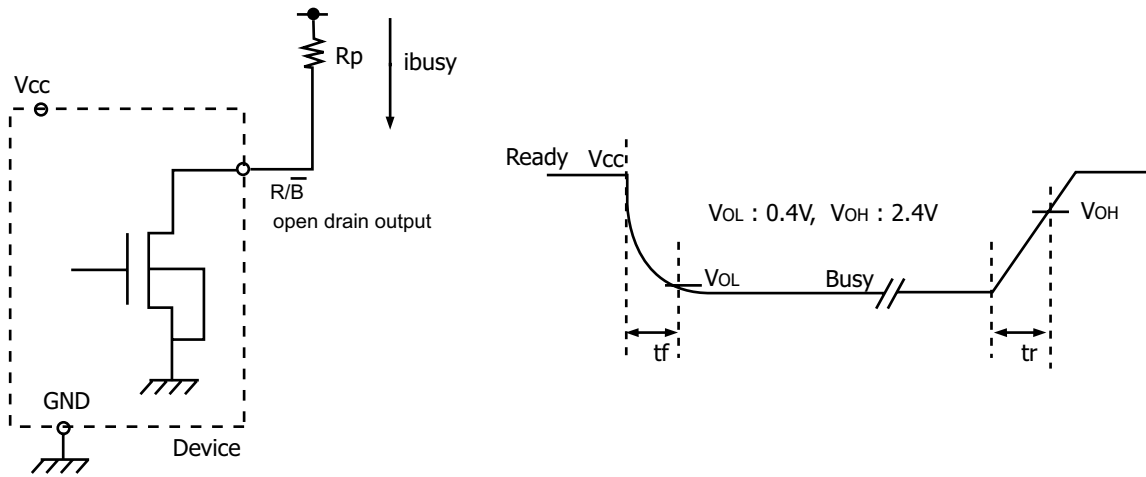 Rp
ibusy
Vcc
R/B̅
open drain output
GND
Device
Ready Vcc
VOL : 0.4V, VOH : 2.4V
VOH
VOL
Busy
tf
tr